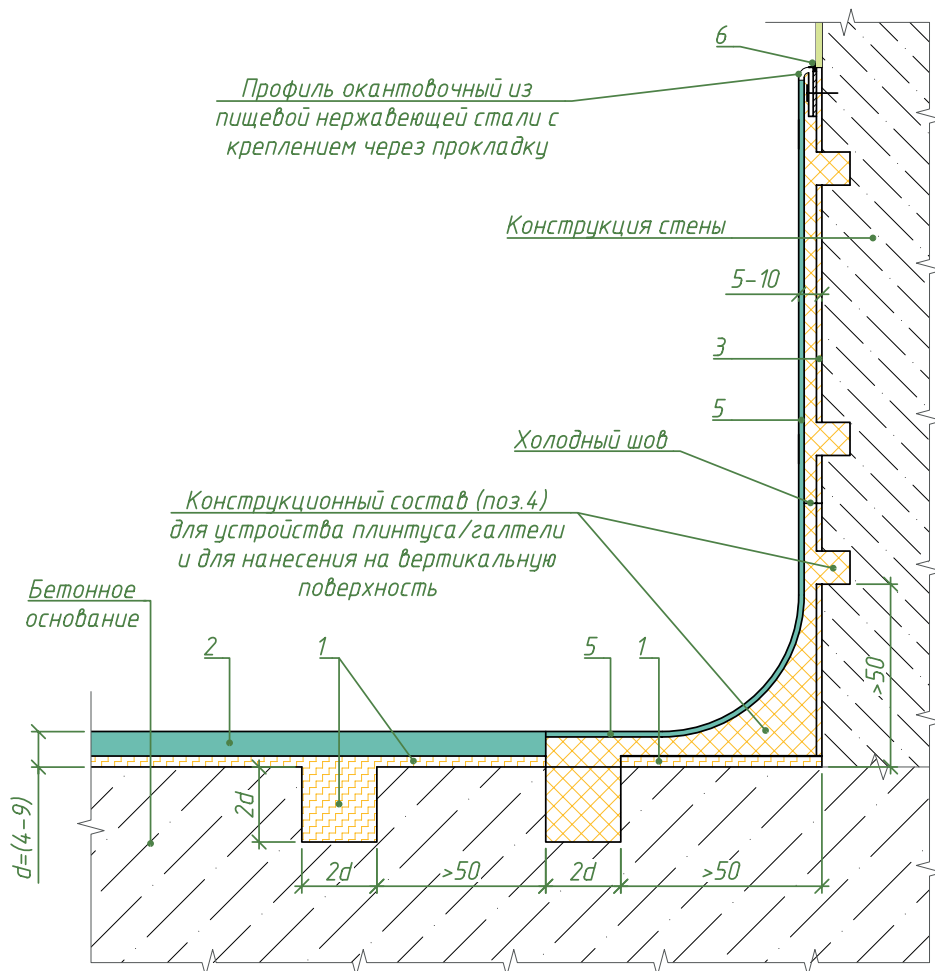 6
Профиль окантовочный из
пищевой нержавеющей стали с
креплением через прокладку
Конструкция стены
5-10
3
5
Холодный шов
Конструкционный состав (поз.4)
для устройства плинтуса/галтели
и для нанесения на вертикальную
поверхность
Бетонное
основание
2
1
5
1
>50
d=(4-9)
2d
2d
>50
2d
>50